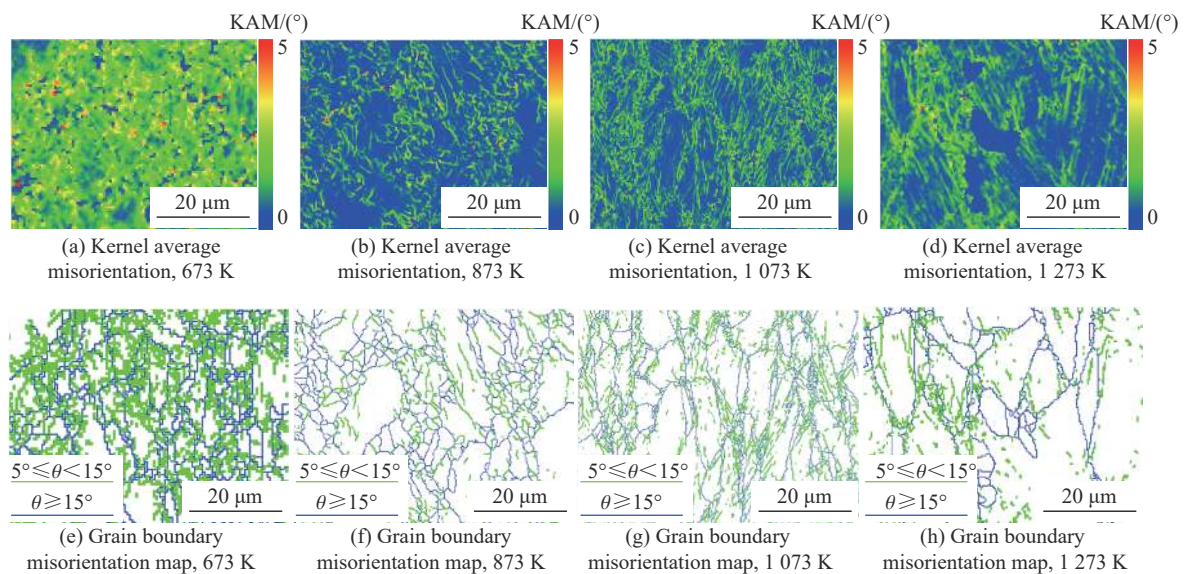 KAM/(°) KAM/(°) KAM/(°) KAM/(°)
5 5 5 5
20 μm 20 μm 20 μm 20 μm
0 0 0 0
(a) Kernel average (b) Kernel average (c) Kernel average (d) Kernel average
misorientation, 673 K misorientation, 873 K misorientation, 1 073 K misorientation, 1 273 K
5°≤θ<15° 5°≤θ<15° 5°≤θ<15° 5°≤θ<15°
θ≥15° 20 μm θ≥15° 20 μm θ≥15° 20 μm θ≥15° 20 μm
(e) Grain boundary (f) Grain boundary (g) Grain boundary (h) Grain boundary
misorientation map, 673 K misorientation map, 873 K misorientation map, 1 073 K misorientation map, 1 273 K